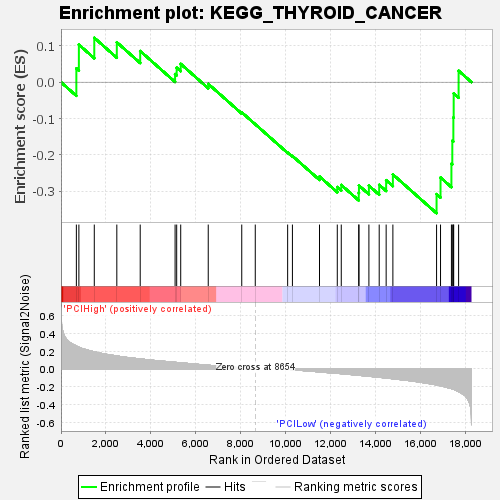 Enrichment plot: KEGG_THYROID_CANCER
Enrichment score (ES)
0.1
0.0
-0.1
-0.2
-0.3
'PCIHigh' (positively correlated)
Ranked list metric (Signal2Noise)
0.6
0.4
0.2
0.0
-0.2
-0.4
-0.6
Zero cross at 8654
'PCILow' (negatively correlated)
0
2,000
4,000
6,000
8,000
10,000
12,000
14,000
16,000
18,000
Rank in Ordered Dataset
Enrichment profile
Hits
Ranking metric scores